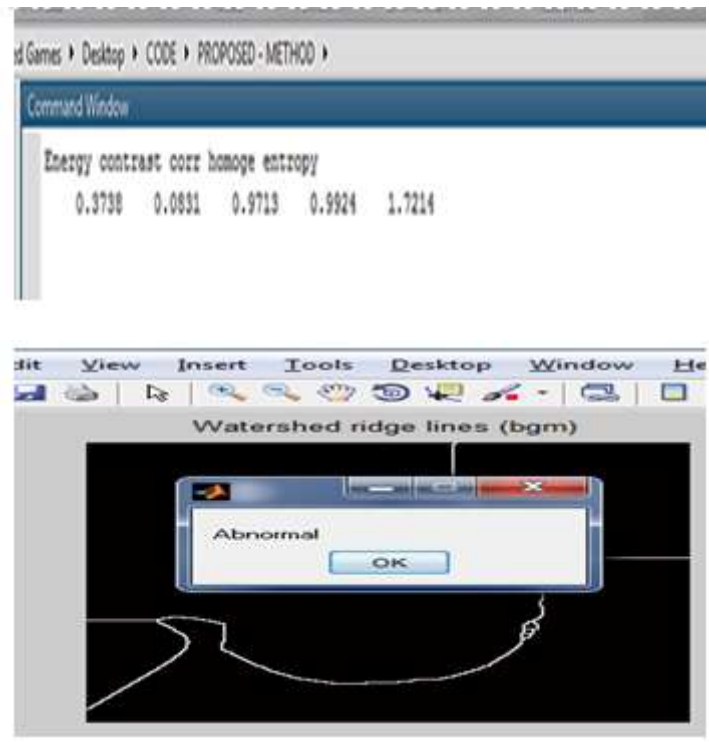 Games ▸ Desktop ▸ CODE ▸ PROPOSED - METHOD ▸
Command Window
Energy contrast corr homoge entropy
0.3738 0.0831 0.9713 0.9924 1.7214
dit View Insert Tools Desktop Window He
Watershed ridge lines (bgm)
Abnormal
OK